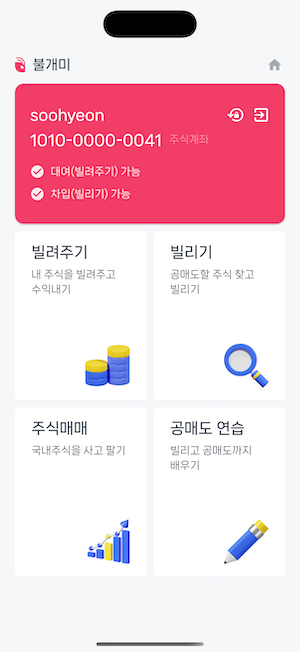 불개미
soohyeon
1010-0000-0041 주식계좌
대여(빌려주기) 가능
차입(빌리기) 가능
빌려주기
내 주식을 빌려주고
수익내기
빌리기
공매도할 주식 찾고
빌리기
주식매매
국내주식을 사고 팔기
공매도 연습
빌리고 공매도까지
배우기